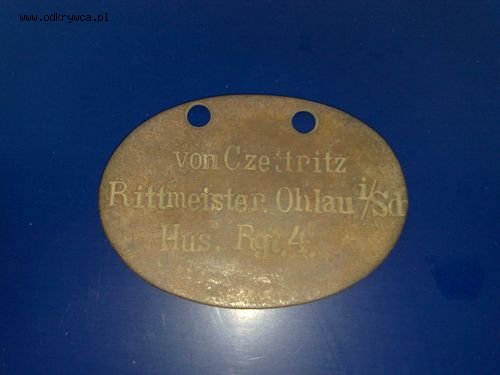 www.odkrywca.pl
von Czettritz
Rittmeister. Ohlau i/Sch
Hus. Rgt. 4.